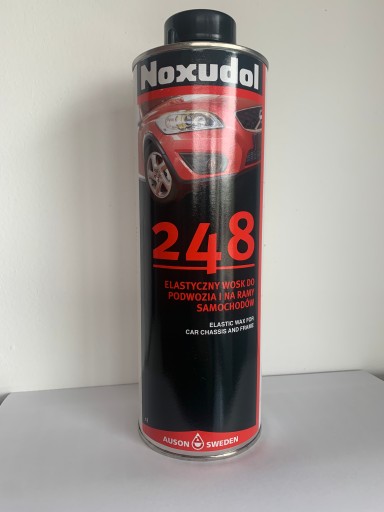 Noxudol
248
ELASTYCZNY WOSK DO
PODWOZIA I NA RAMY
SAMOCHODÓW
ELASTIC WAX FOR
CAR CHASSIS AND FRAME
AUSON SWEDEN